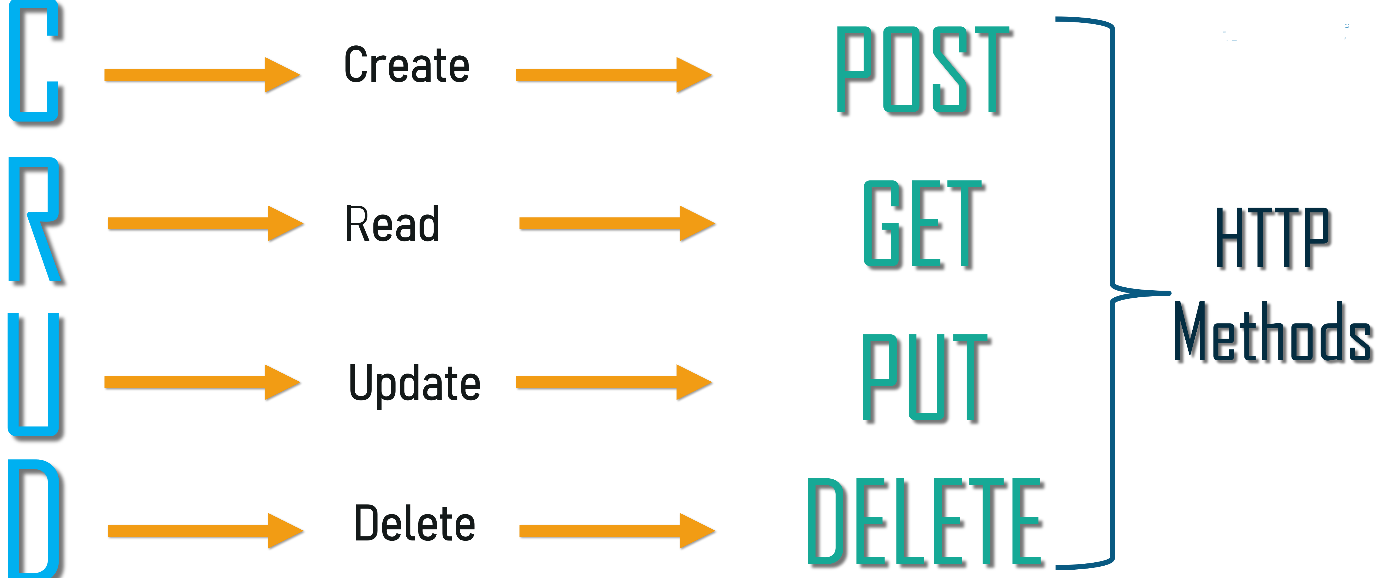 C Create POST
R Read GET
U Update PUT
D Delete DELETE
HTTP
Methods